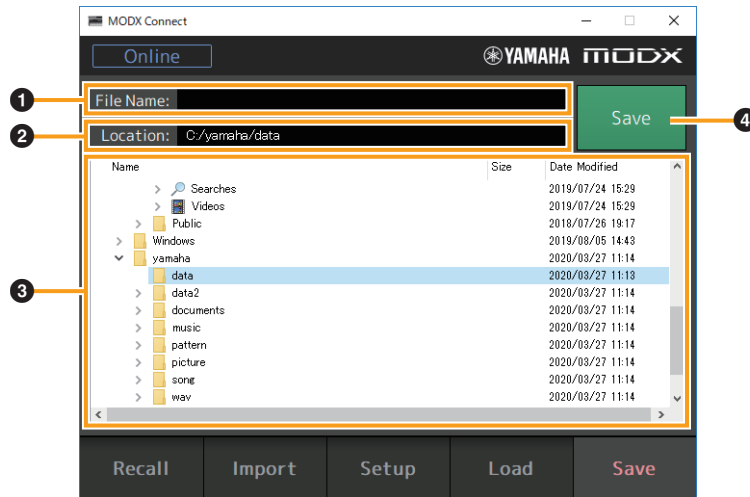 MODX Connect
Online
YAMAHA MODX
❶
File Name:
❷
Location: C:/yamaha/data
Save
❹
Name Size Date Modified
Searches 2019/07/24 15:29
Videos 2019/07/24 15:29
Public 2018/07/26 19:17
Windows 2019/08/05 14:43
yamaha 2020/03/27 11:14
❸
data 2020/03/27 11:13
data2 2020/03/27 11:14
documents 2020/03/27 11:14
music 2020/03/27 11:14
pattern 2020/03/27 11:14
picture 2020/03/27 11:14
song 2020/03/27 11:14
wav 2020/03/27 11:14
Recall Import Setup Load Save